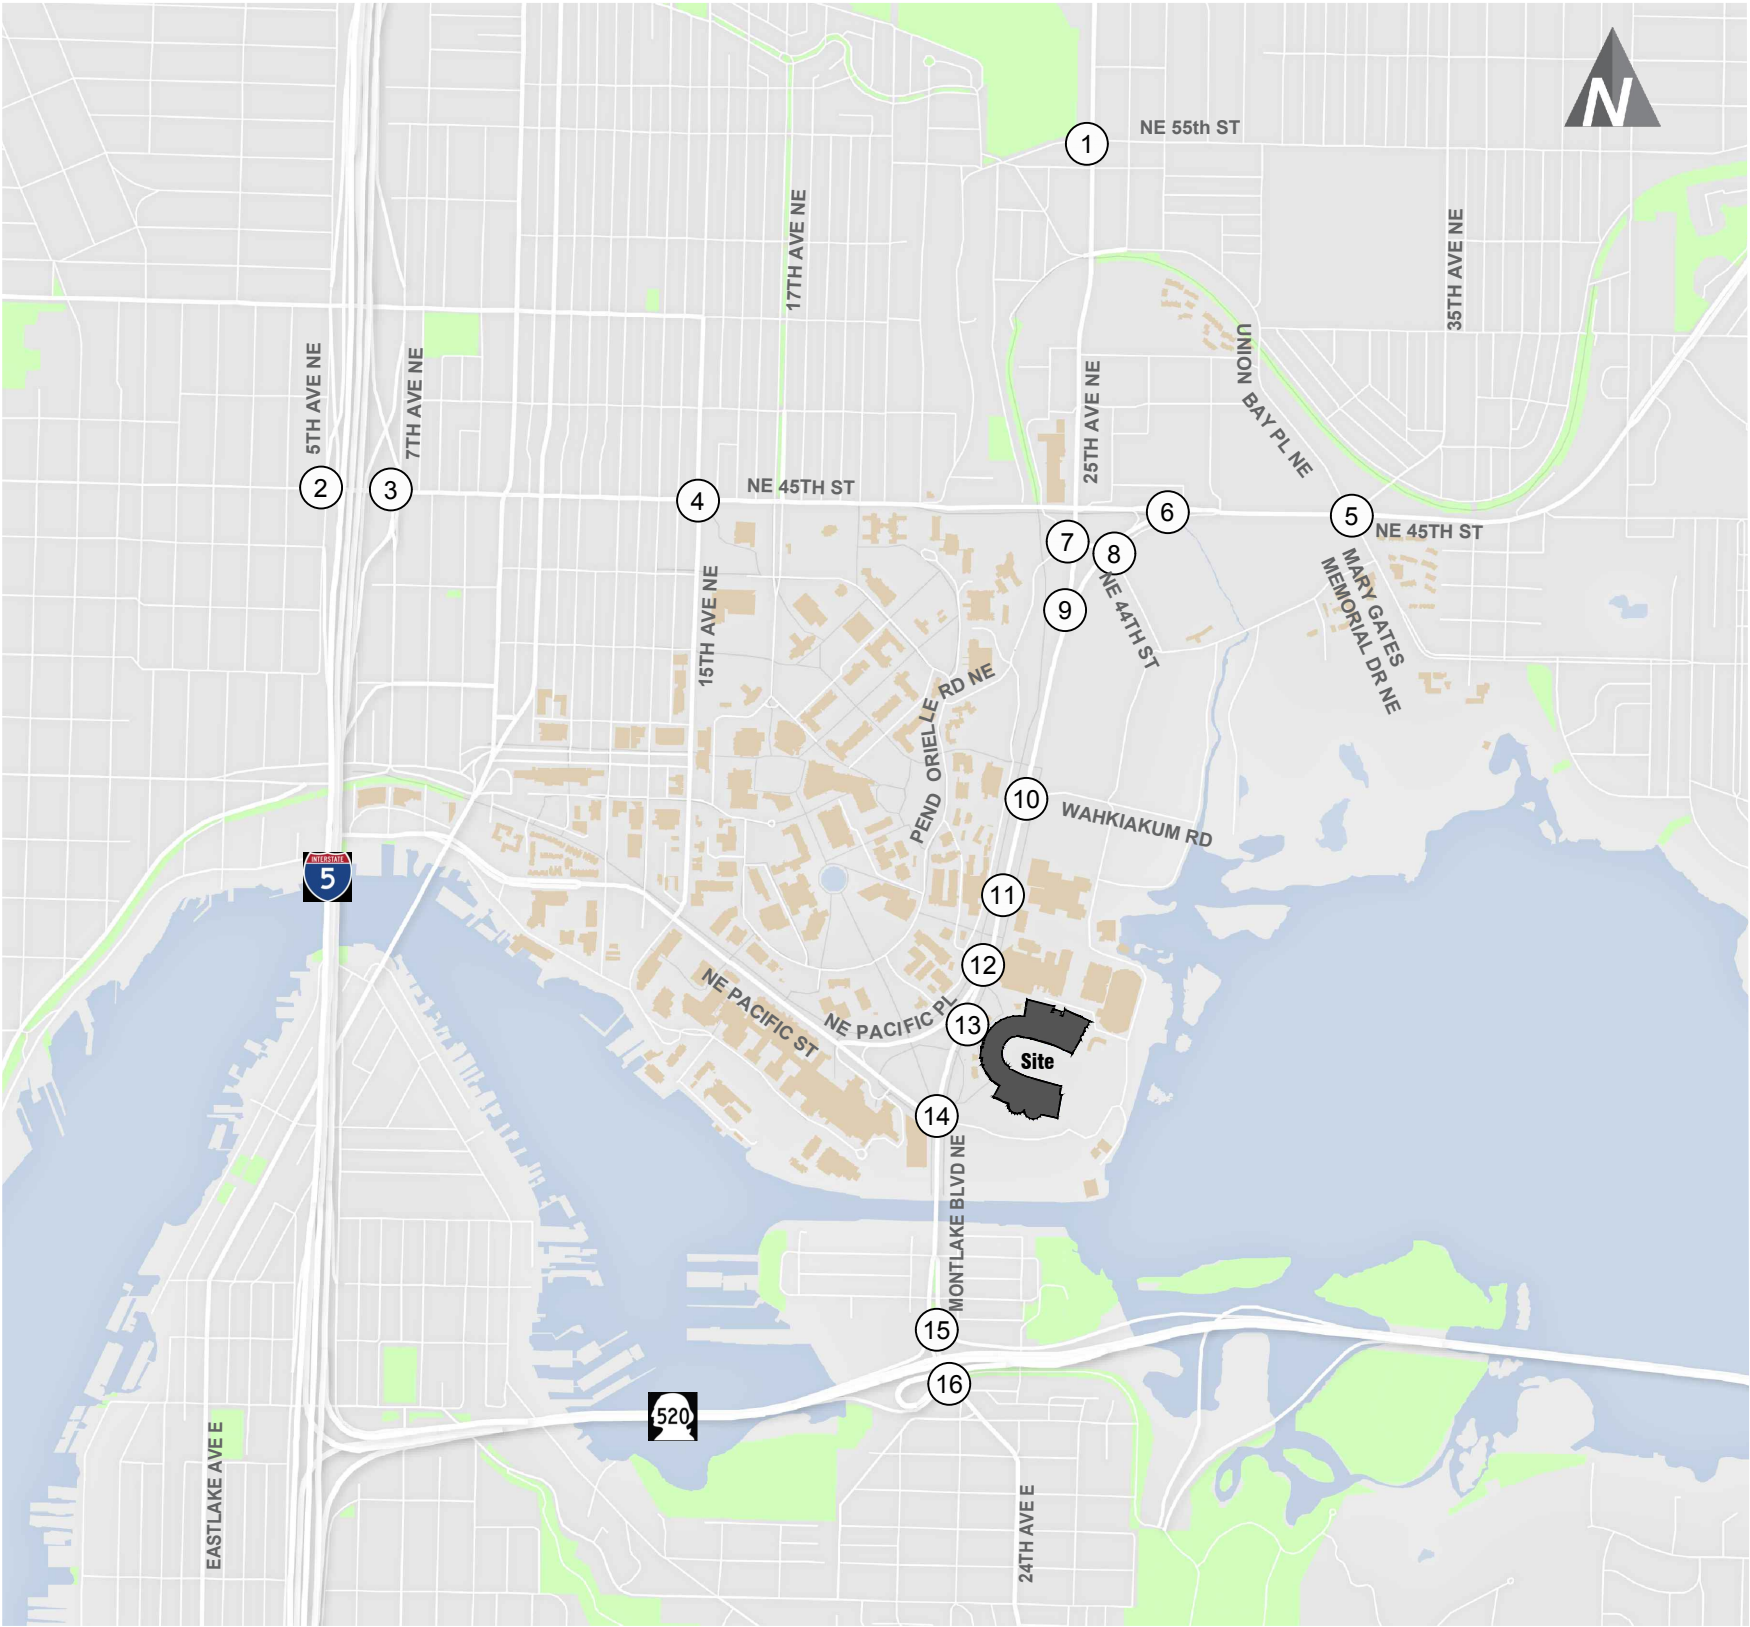 N
1
NE 55th ST
17TH AVE NE
35TH AVE NE
5TH AVE NE
7TH AVE NE
25TH AVE NE
UNION BAY PL NE
2
3
4
NE 45TH ST
6
5
NE 45TH ST
7
8
9
NE 44TH ST
MARY GATES
MEMORIAL DR NE
15TH AVE NE
PEND ORIELLE RD NE
10
WAHKIAKUM RD
INTERSTATE
5
11
12
NE PACIFIC ST
NE PACIFIC PL
13
Site
14
MONTLAKE BLVD NE
15
16
520
EASTLAKE AVE E
24TH AVE E